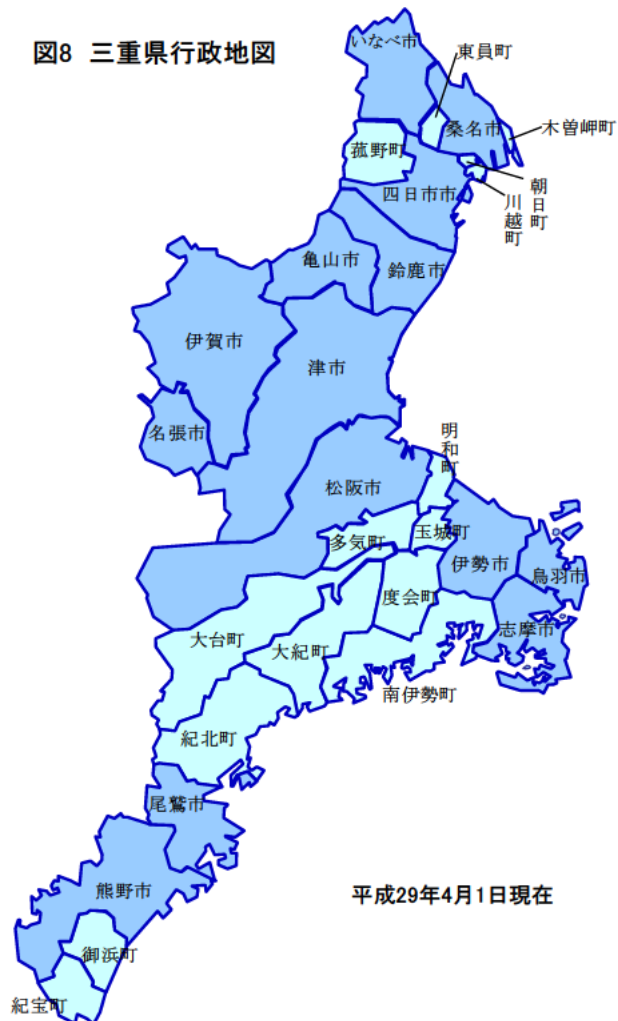 図8 三重県行政地図
いなべ市
東員町
桑名市
木曽岬町
菰野町
朝日町
川越町
四日市市
亀山市
鈴鹿市
伊賀市
津市
名張市
明和町
松阪市
多気町
玉城町
伊勢市
鳥羽市
度会町
志摩市
大台町
大紀町
南伊勢町
紀北町
尾鷲市
熊野市
平成29年4月1日現在
御浜町
紀宝町